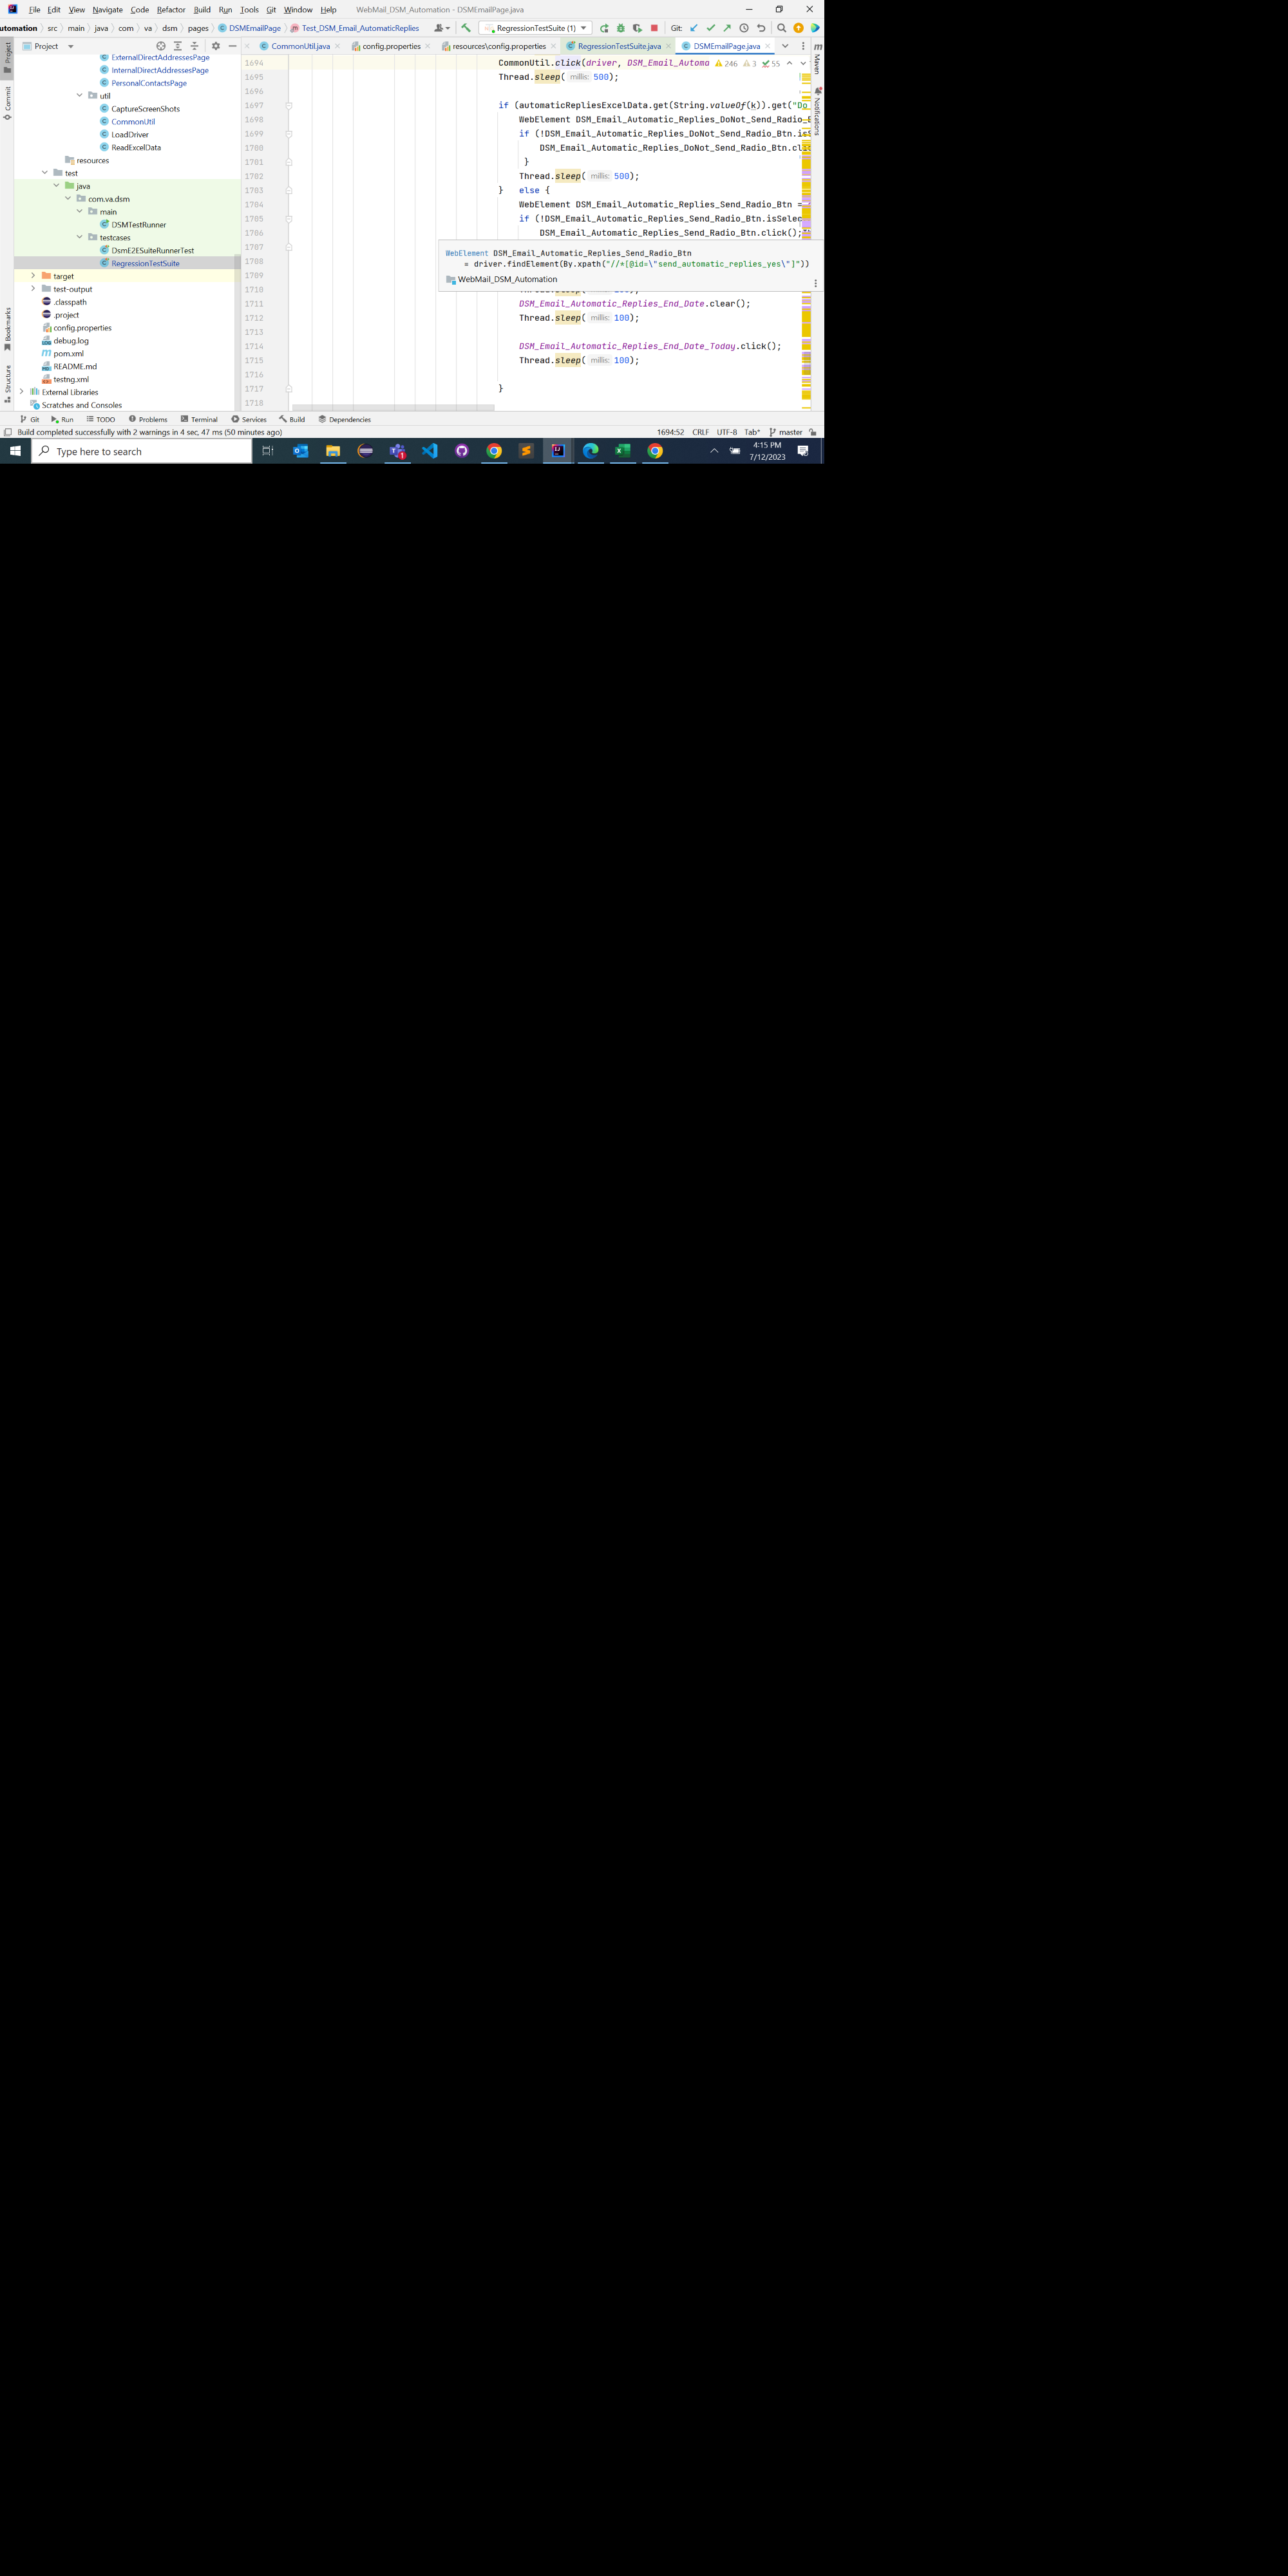 File Edit View Navigate Code Refactor Build Run Tools Git Window Help WebMail_DSM_Automation - DSMEmailPage.java
utomation src main java com va dsm pages DSMEmailPage Test_DSM_Email_AutomaticReplies RegressionTestSuite (1) Git:
Project CommonUtil.java config.properties resources\config.properties RegressionTestSuite.java DSMEmailPage.java
Project
Commit
Bookmarks
Structure
ExternalDirectAddressesPage
InternalDirectAddressesPage
PersonalContactsPage
util
CaptureScreenShots
CommonUtil
LoadDriver
ReadExcelData
resources
test
java
com.va.dsm
main
DSMTestRunner
testcases
DsmE2ESuiteRunnerTest
RegressionTestSuite
target
test-output
.classpath
.project
config.properties
debug.log
pom.xml
README.md
testng.xml
External Libraries
Scratches and Consoles
1694 CommonUtil.click(driver, DSM_Email_Automa 246 3 55
1695 Thread.sleep( millis: 500);
1696
1697 if (automaticRepliesExcelData.get(String.valueOf(k)).get("Do
1698 WebElement DSM_Email_Automatic_Replies_DoNot_Send_Radio_
1699 if (!DSM_Email_Automatic_Replies_DoNot_Send_Radio_Btn.is
1700 DSM_Email_Automatic_Replies_DoNot_Send_Radio_Btn.cli
1701 }
1702 Thread.sleep( millis: 500);
1703 } else {
1704 WebElement DSM_Email_Automatic_Replies_Send_Radio_Btn =
1705 if (!DSM_Email_Automatic_Replies_Send_Radio_Btn.isSelec
1706 DSM_Email_Automatic_Replies_Send_Radio_Btn.click();
1707
WebElement DSM_Email_Automatic_Replies_Send_Radio_Btn
1708 = driver.findElement(By.xpath("//*[@id=\"send_automatic_replies_yes\"]"))
1709 WebMail_DSM_Automation
1710
1711 DSM_Email_Automatic_Replies_End_Date.clear();
1712 Thread.sleep( millis: 100);
1713
1714 DSM_Email_Automatic_Replies_End_Date_Today.click();
1715 Thread.sleep( millis: 100);
1716
1717 }
1718
Maven
Notifications
Git Run TODO Problems Terminal Services Build Dependencies
Build completed successfully with 2 warnings in 4 sec, 47 ms (50 minutes ago) 1694:52 CRLF UTF-8 Tab* master
Type here to search 4:15 PM
7/12/2023